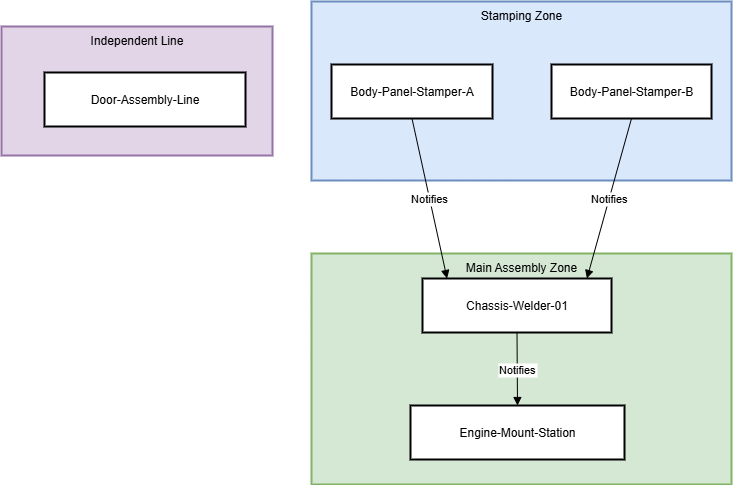 Independent Line
Door-Assembly-Line
Stamping Zone
Body-Panel-Stamper-A
Body-Panel-Stamper-B
Notifies
Notifies
Main Assembly Zone
Chassis-Welder-01
Notifies
Engine-Mount-Station